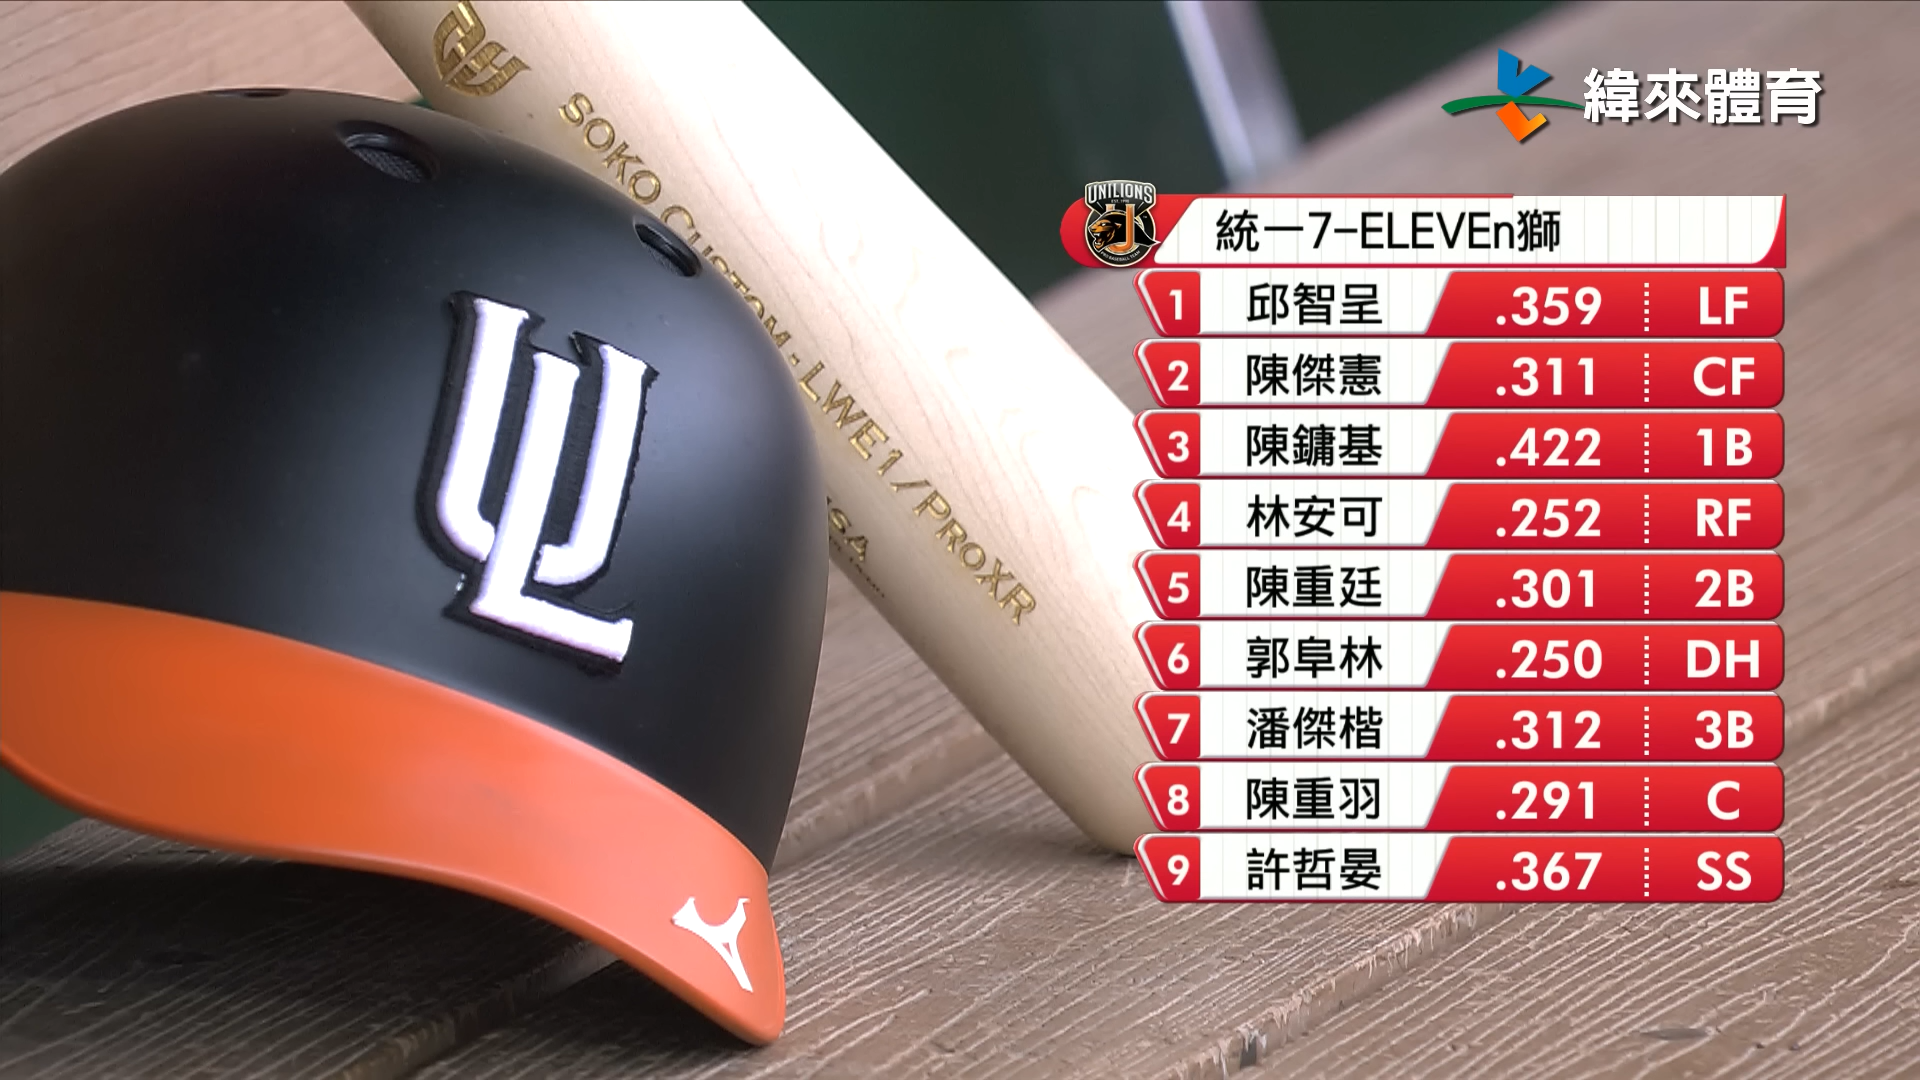 緯來體育
UNILIONS
統一7-ELEVEn獅
1 邱智呈 .359 LF
2 陳傑憲 .311 CF
3 陳鏞基 .422 1B
4 林安可 .252 RF
5 陳重廷 .301 2B
6 郭阜林 .250 DH
7 潘傑楷 .312 3B
8 陳重羽 .291 C
9 許哲晏 .367 SS
UL
SOKO CUSTOM · LWE1 / PROXR